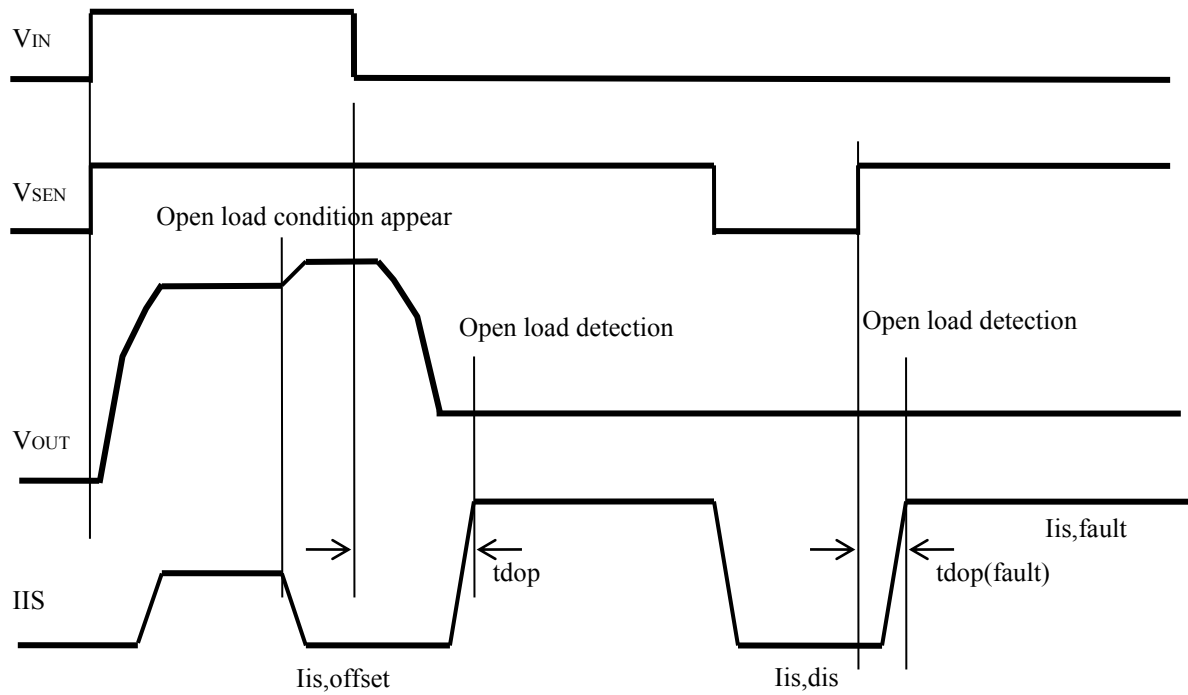 VIN
VSEN
Open load condition appear
Open load detection
Open load detection
VOUT
Iis,fault
tdop
tdop(fault)
IIS
Iis,offset
Iis,dis